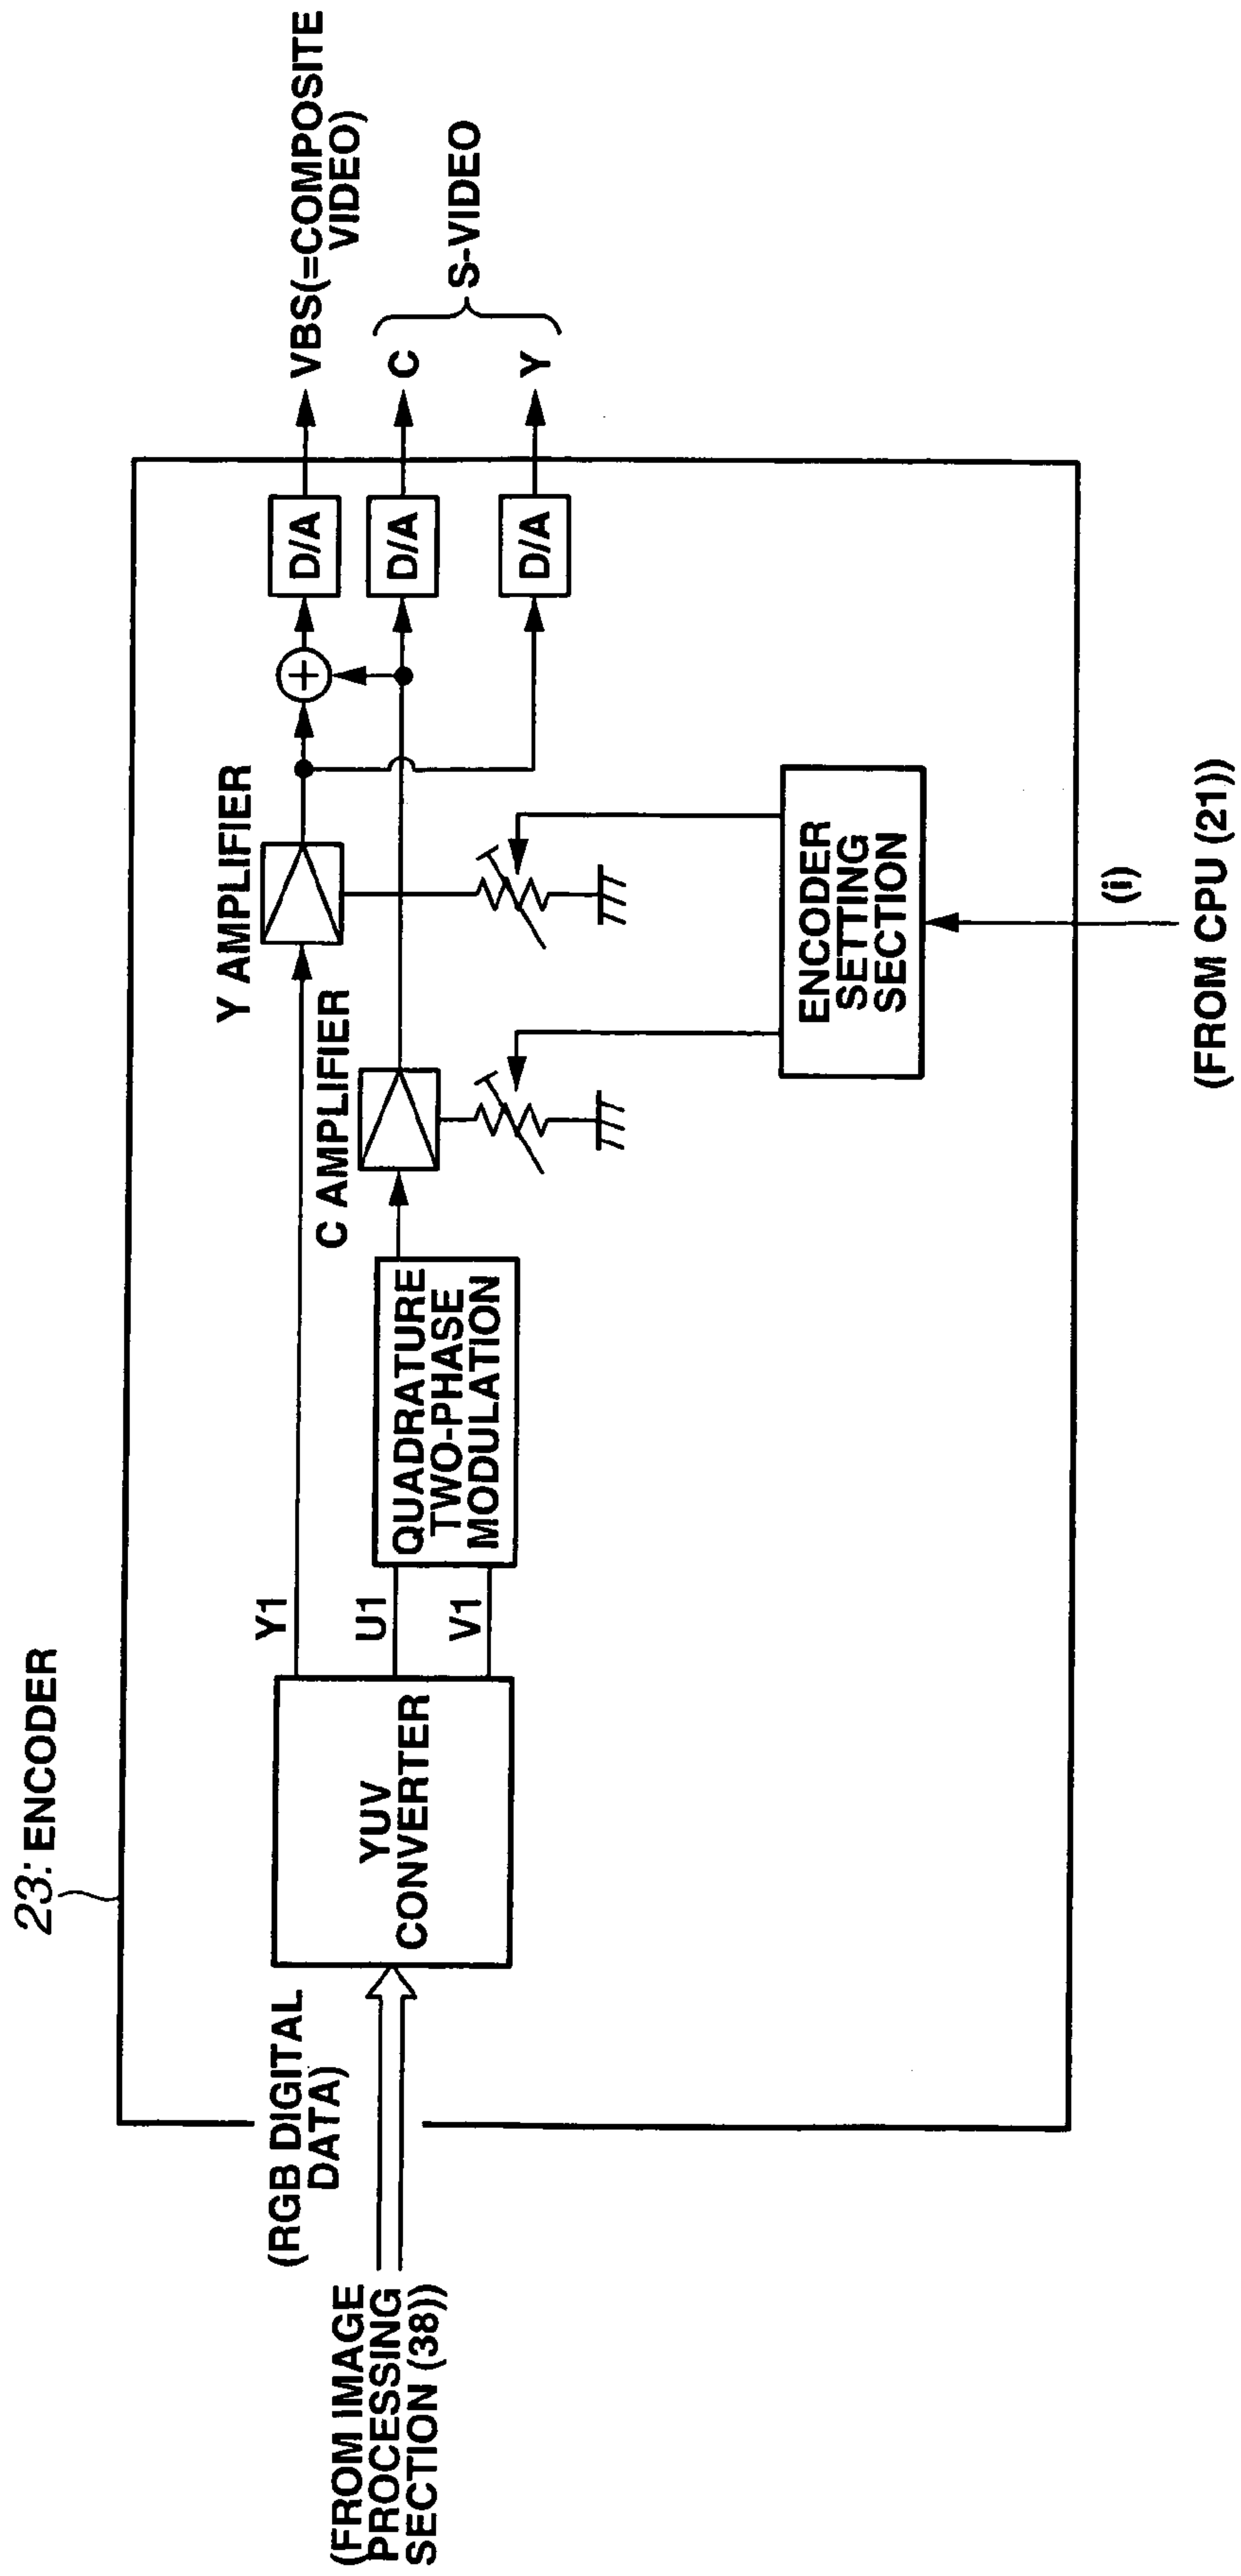 23: ENCODER
(RGB DIGITAL
DATA)
(FROM IMAGE
PROCESSING
SECTION (38))
YUV
CONVERTER
Y1
U1
V1
QUADRATURE
TWO-PHASE
MODULATION
C AMPLIFIER
Y AMPLIFIER
ENCODER
SETTING
SECTION
(i)
(FROM CPU (21))
+
D/A
D/A
D/A
VBS(=COMPOSITE
VIDEO)
C
Y
S-VIDEO